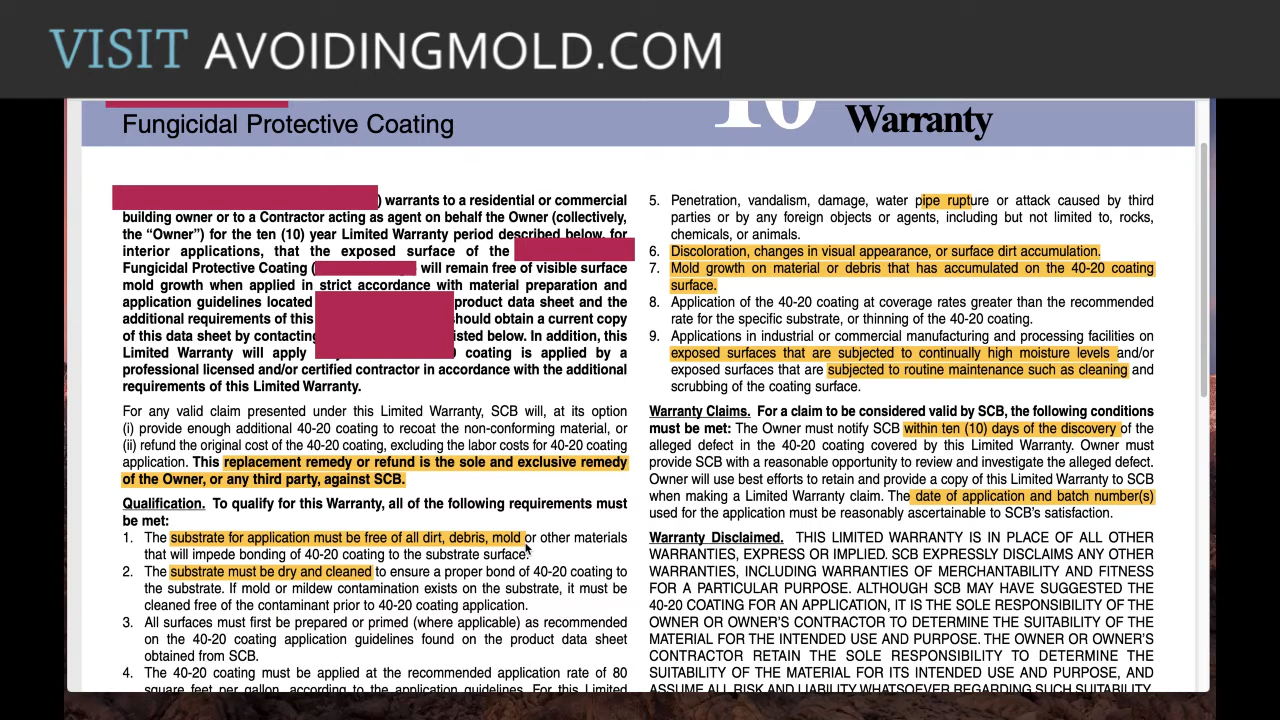 VISIT AVOIDINGMOLD.COM
Fungicidal Protective Coating
10
Warranty
) warrants to a residential or commercial
building owner or to a Contractor acting as agent on behalf the Owner (collectively,
the “Owner”) for the ten (10) year Limited Warranty period described below, for
interior applications, that the exposed surface of the
Fungicidal Protective Coating ( will remain free of visible surface
mold growth when applied in strict accordance with material preparation and
application guidelines located product data sheet and the
additional requirements of this should obtain a current copy
of this data sheet by contacting listed below. In addition, this
Limited Warranty will apply coating is applied by a
professional licensed and/or certified contractor in accordance with the additional
requirements of this Limited Warranty.
For any valid claim presented under this Limited Warranty, SCB will, at its option
(i) provide enough additional 40-20 coating to recoat the non-conforming material, or
(ii) refund the original cost of the 40-20 coating, excluding the labor costs for 40-20 coating
application. This replacement remedy or refund is the sole and exclusive remedy
of the Owner, or any third party, against SCB.
Qualification. To qualify for this Warranty, all of the following requirements must
be met:
1. The substrate for application must be free of all dirt, debris, mold or other materials
that will impede bonding of 40-20 coating to the substrate surface.
2. The substrate must be dry and cleaned to ensure a proper bond of 40-20 coating to
the substrate. If mold or mildew contamination exists on the substrate, it must be
cleaned free of the contaminant prior to 40-20 coating application.
3. All surfaces must first be prepared or primed (where applicable) as recommended
on the 40-20 coating application guidelines found on the product data sheet
obtained from SCB.
4. The 40-20 coating must be applied at the recommended application rate of 80
square feet per gallon, according to the application guidelines. For this Limited
5. Penetration, vandalism, damage, water pipe rupture or attack caused by third
parties or by any foreign objects or agents, including but not limited to, rocks,
chemicals, or animals.
6. Discoloration, changes in visual appearance, or surface dirt accumulation.
7. Mold growth on material or debris that has accumulated on the 40-20 coating
surface.
8. Application of the 40-20 coating at coverage rates greater than the recommended
rate for the specific substrate, or thinning of the 40-20 coating.
9. Applications in industrial or commercial manufacturing and processing facilities on
exposed surfaces that are subjected to continually high moisture levels and/or
exposed surfaces that are subjected to routine maintenance such as cleaning and
scrubbing of the coating surface.
Warranty Claims. For a claim to be considered valid by SCB, the following conditions
must be met: The Owner must notify SCB within ten (10) days of the discovery of the
alleged defect in the 40-20 coating covered by this Limited Warranty. Owner must
provide SCB with a reasonable opportunity to review and investigate the alleged defect.
Owner will use best efforts to retain and provide a copy of this Limited Warranty to SCB
when making a Limited Warranty claim. The date of application and batch number(s)
used for the application must be reasonably ascertainable to SCB’s satisfaction.
Warranty Disclaimed. THIS LIMITED WARRANTY IS IN PLACE OF ALL OTHER
WARRANTIES, EXPRESS OR IMPLIED. SCB EXPRESSLY DISCLAIMS ANY OTHER
WARRANTIES, INCLUDING WARRANTIES OF MERCHANTABILITY AND FITNESS
FOR A PARTICULAR PURPOSE. ALTHOUGH SCB MAY HAVE SUGGESTED THE
40-20 COATING FOR AN APPLICATION, IT IS THE SOLE RESPONSIBILITY OF THE
OWNER OR OWNER’S CONTRACTOR TO DETERMINE THE SUITABILITY OF THE
MATERIAL FOR THE INTENDED USE AND PURPOSE. THE OWNER OR OWNER’S
CONTRACTOR RETAIN THE SOLE RESPONSIBILITY TO DETERMINE THE
SUITABILITY OF THE MATERIAL FOR ITS INTENDED USE AND PURPOSE, AND
ASSUME ALL RISK AND LIABILITY WHATSOEVER REGARDING SUCH SUITABILITY.